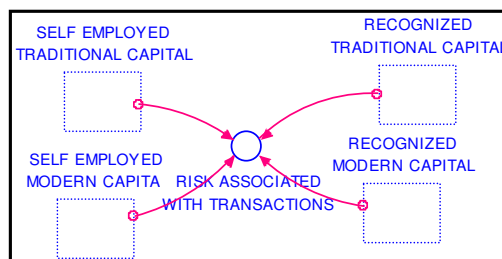 SELF EMPLOYED
TRADITIONAL CAPITAL
RECOGNIZED
TRADITIONAL CAPITAL
SELF EMPLOYED
MODERN CAPITA
RISK ASSOCIATED
WITH TRANSACTIONS
RECOGNIZED
MODERN CAPITAL